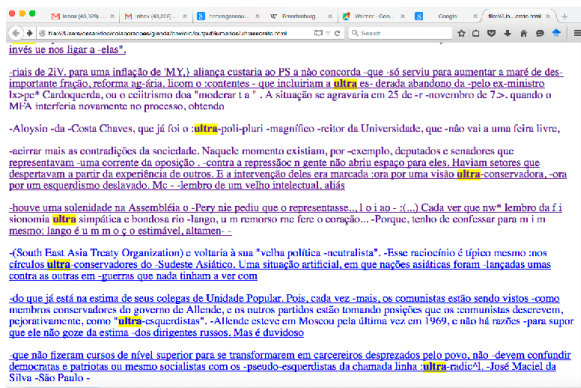 Inbox (40,329) ...
Inbox (40,816) ...
Google
Search
invés ue nos ligar a -elas*.
-riais de 2iV. para uma inflação de 'MY,} aliança custaria ao PS a não concorda -que -só serviu para aumentar a maré de des-
importante fração, reforma ag-ária. licom o :contentes - que incluiriam a ultra es- derada abandono da -pelo ex-ministro
lx>pc* Cardoquerda, ou o ceiitrismo doa "moderar t a " . A situação se agravaria em 25 de -r -novembro de 7.>. quando o
MFA interferia novamente no processo, obtendo
-Aloysin -da -Costa Chaves, que já foi o :ultra-poli-pluri -magnífico -reitor da Universidade, que -não vai a uma feira livre,
-acirrar mais as contradições da sociedade. Naquele momento existiam, por -exemplo, deputados e senadores que
representavam -uma corrente da oposição . -contra a repressãoc n gente não abriu espaço para eles. Haviam setores que
despertavam a partir da experiência de outros. E a intervenção deles era marcada :ora por uma visão ultra-conservadora, -ora
por um esquerdismo deslavado. Mc - -lembro de um velho intelectual, aliás
-houve uma solenidade na Assembléia o -Pery nie pediu que o representasse.., l o i ao - :(...) Cada ver que nw* lembro da f i
sionomia ultra simpática e bondosa rio -lango, u m remorso me fere o coração... -Porque, tenho de confessar para m i m
mesmo: lango é u m m o ç o estimável, altamen- -
-(South East Asia Treaty Organization) e voltaria à sua "velha política -neutralista". -Esse raciocínio é típico mesmo :nos
círculos ultra-conservadores do -Sudeste Asiático. Uma situação artificial, em que nações asiáticas foram -lançadas umas
contra as outras em -guerras que nada tinham a ver com
-do que já está na estima de seus colegas de Unidade Popular. Pois, cada vez -mais, os comunistas estão sendo vistos -como
membros conservadores do governo de Allende, e os outros partidos estão tomando posições que os :comunistas descrevem,
pejorativamente, como "ultra-esquerdistas". -Allende esteve em Moscou pela última vez em 1969, e não há razões -para supor
que ele não goze da estima -dos dirigentes russos. Mas é duvidoso
-que não fizeram cursos de nível superior para se transformarem em carcereiros desprezados pelo povo, não -devem confundir
democratas e patriotas ou mesmo socialistas com os -pseudo-esquerdistas da chamada linha :ultra-radic^l. -José Maciel da
Silva -São Paulo -